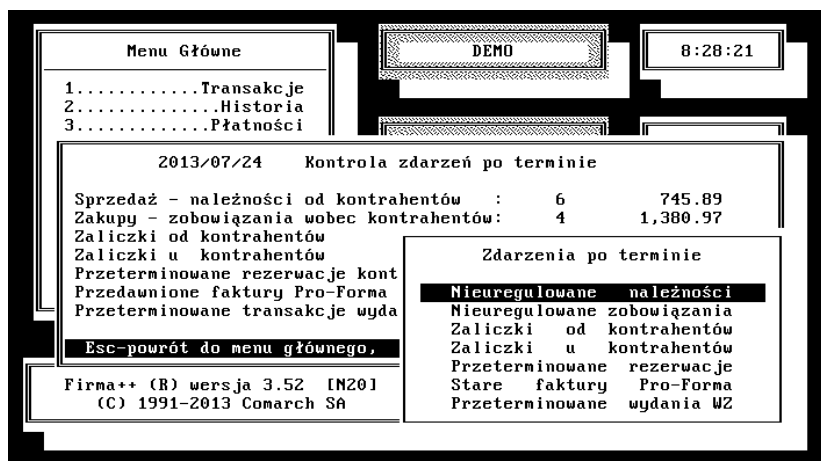 Menu Główne
1............Transakcje
2..............Historia
3.............Płatności
DEMO
8:28:21
2013/07/24 Kontrola zdarzeń po terminie
Sprzedaż - należności od kontrahentów : 6 745.89
Zakupy - zobowiązania wobec kontrahentów: 4 1,380.97
Zaliczki od kontrahentów
Zaliczki u kontrahentów
Przeterminowane rezerwacje kont
Przedawnione faktury Pro-Forma
Przeterminowane transakcje wyda
Esc-powrót do menu głównego,
Zdarzenia po terminie
Nieuregulowane należności
Nieuregulowane zobowiązania
Zaliczki od kontrahentów
Zaliczki u kontrahentów
Przeterminowane rezerwacje
Stare faktury Pro-Forma
Przeterminowane wydania WZ
Firma++ (R) wersja 3.52 [N20]
(C) 1991-2013 Comarch SA